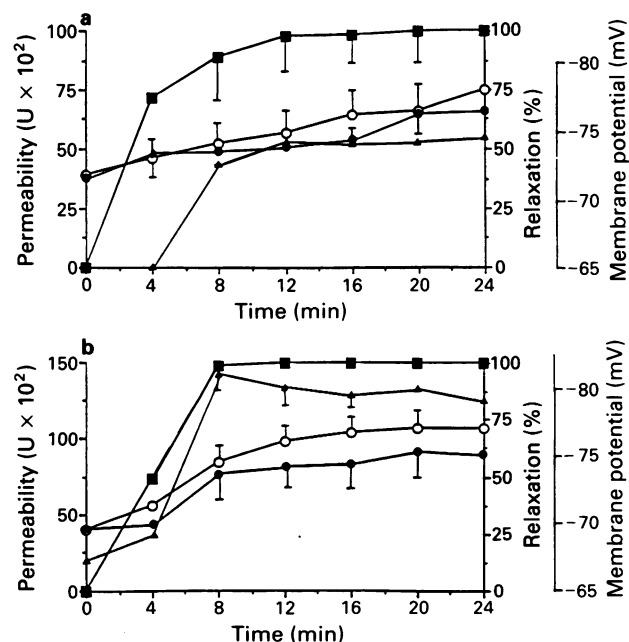 a
Permeability (U × 10²)
100
75
50
25
0
0 4 8 12 16 20 24
Time (min)
100
75
50
25
0
Relaxation (%)
-80
-75
-70
-65
Membrane potential (mV)
b
Permeability (U × 10²)
150
100
50
0
0 4 8 12 16 20 24
Time (min)
100
75
50
25
0
Relaxation (%)
-80
-75
-70
-65
Membrane potential (mV)